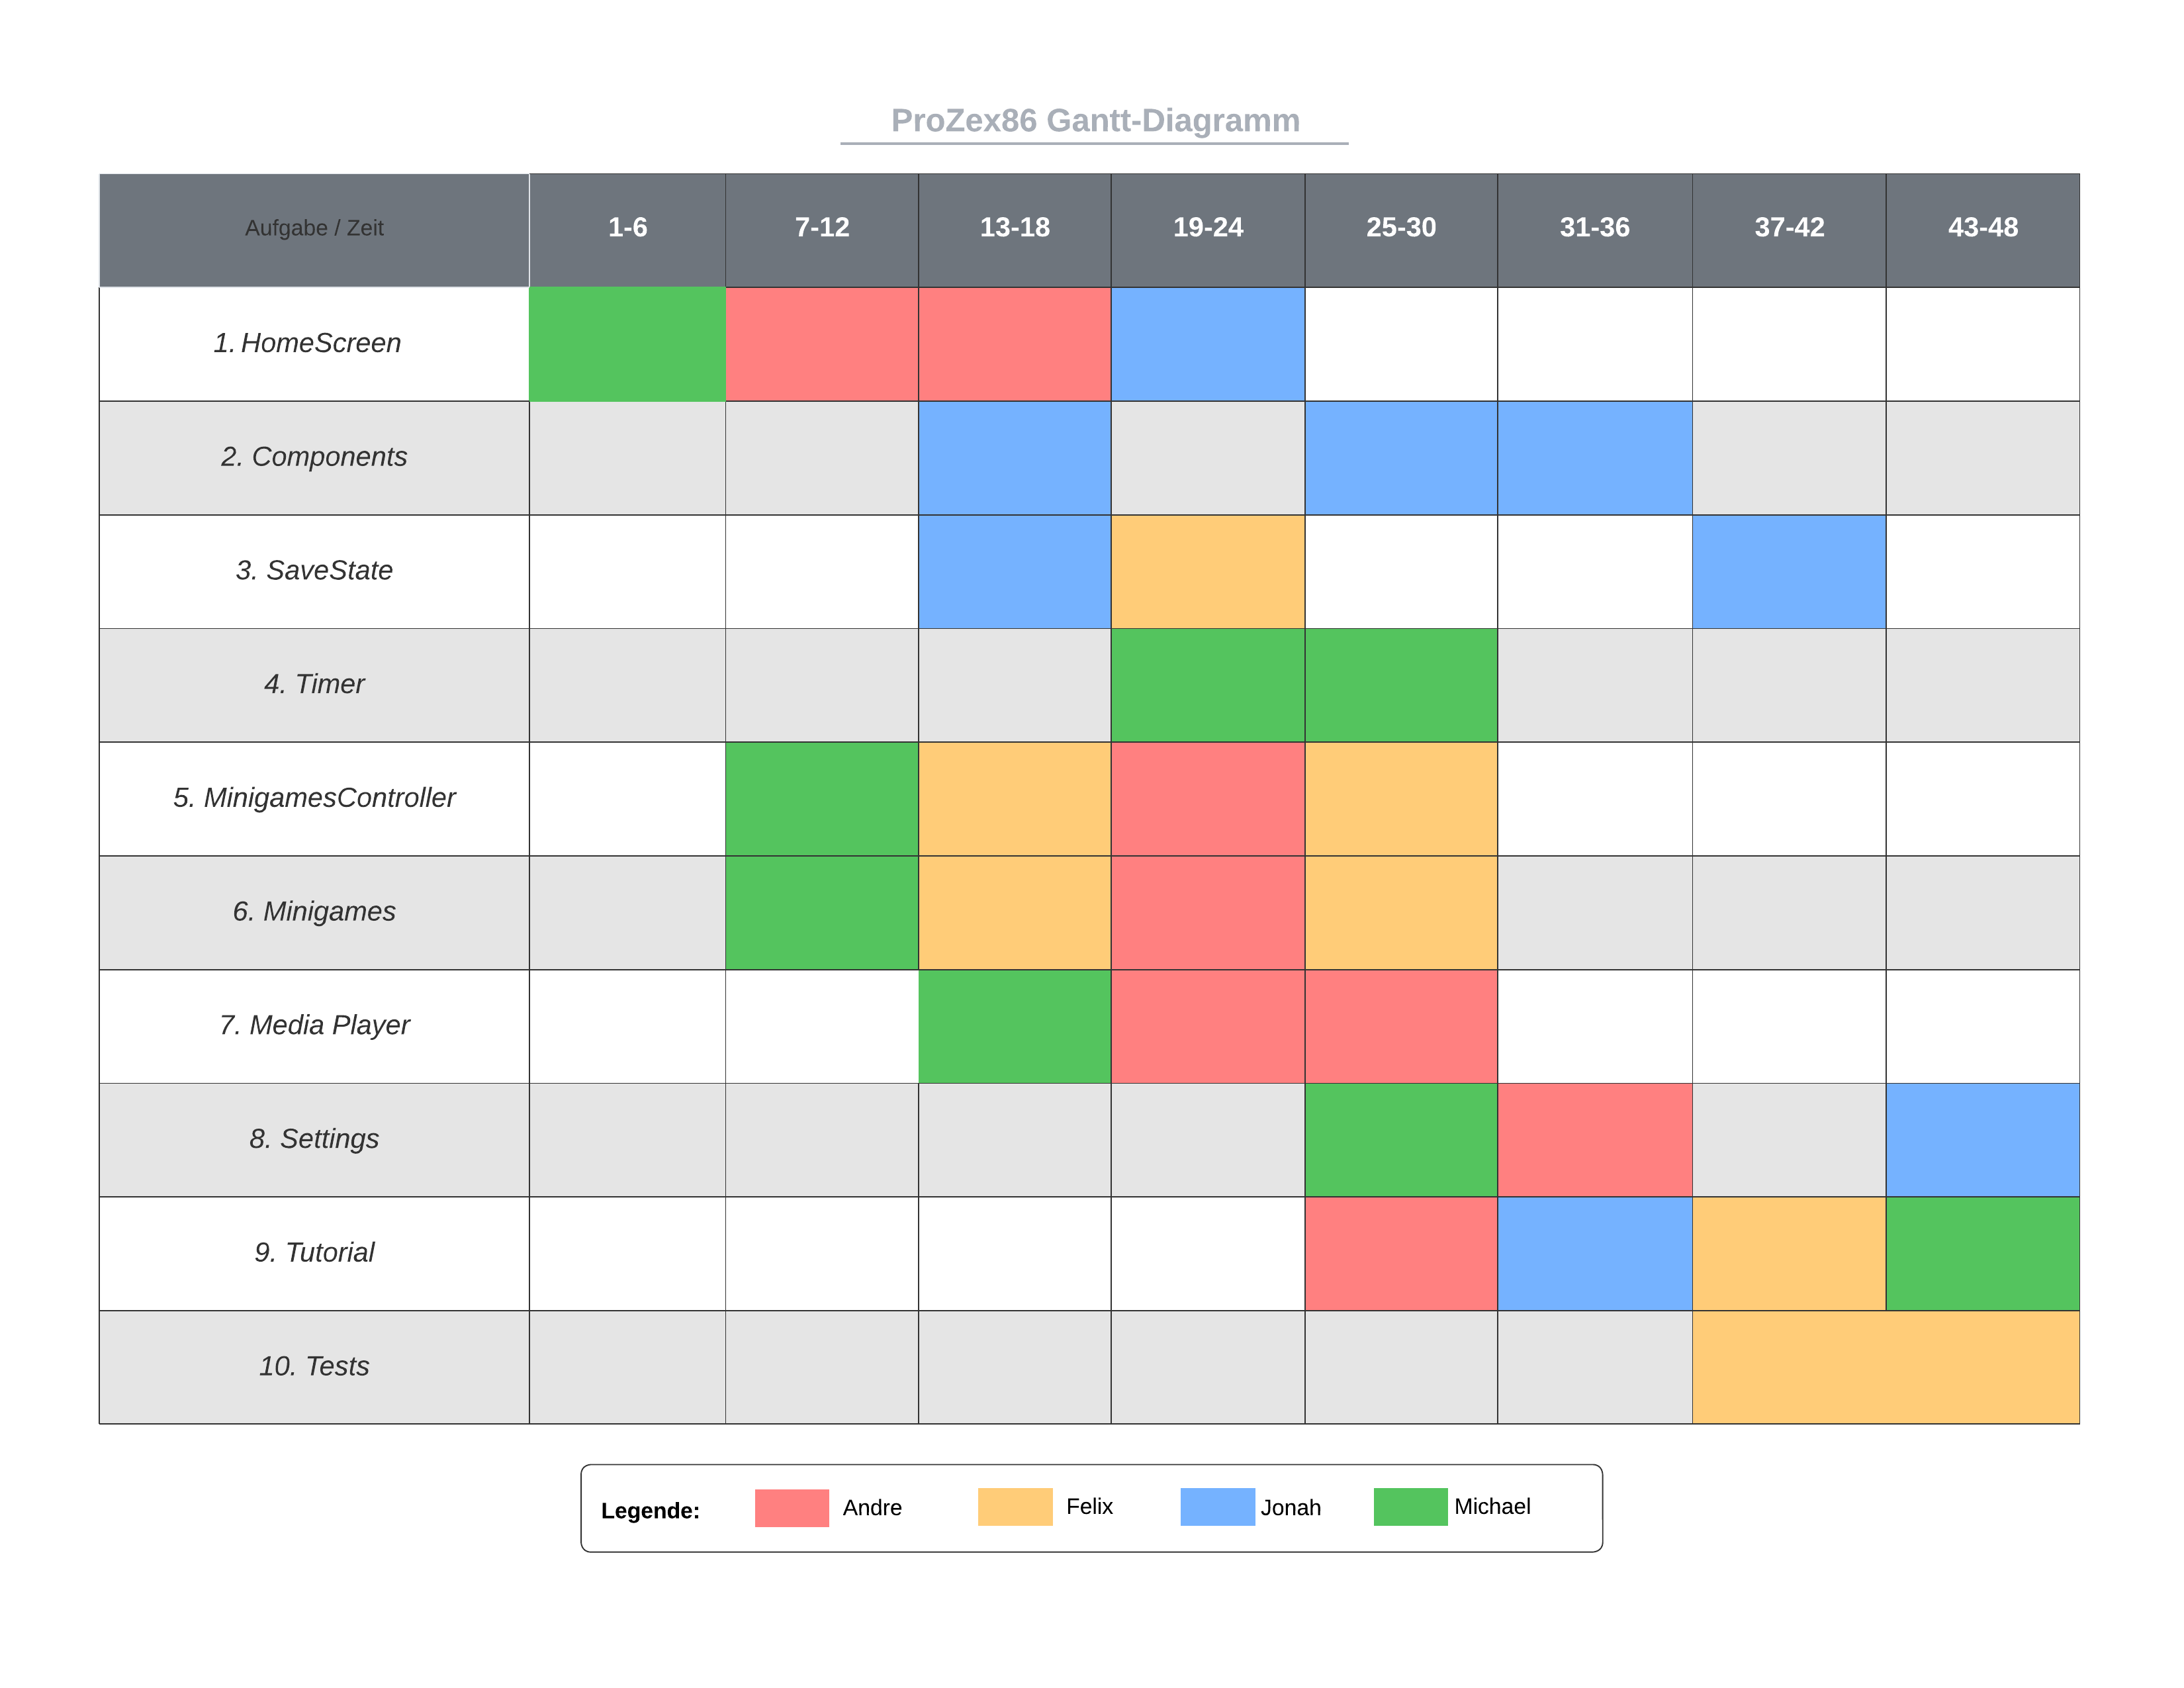 ProZex86 Gantt-Diagramm
Aufgabe / Zeit 1-6 7-12 13-18 19-24 25-30 31-36 37-42 43-48
1. HomeScreen
2. Components
3. SaveState
4. Timer
5. MinigamesController
6. Minigames
7. Media Player
8. Settings
9. Tutorial
10. Tests
Legende: Andre Felix Jonah Michael